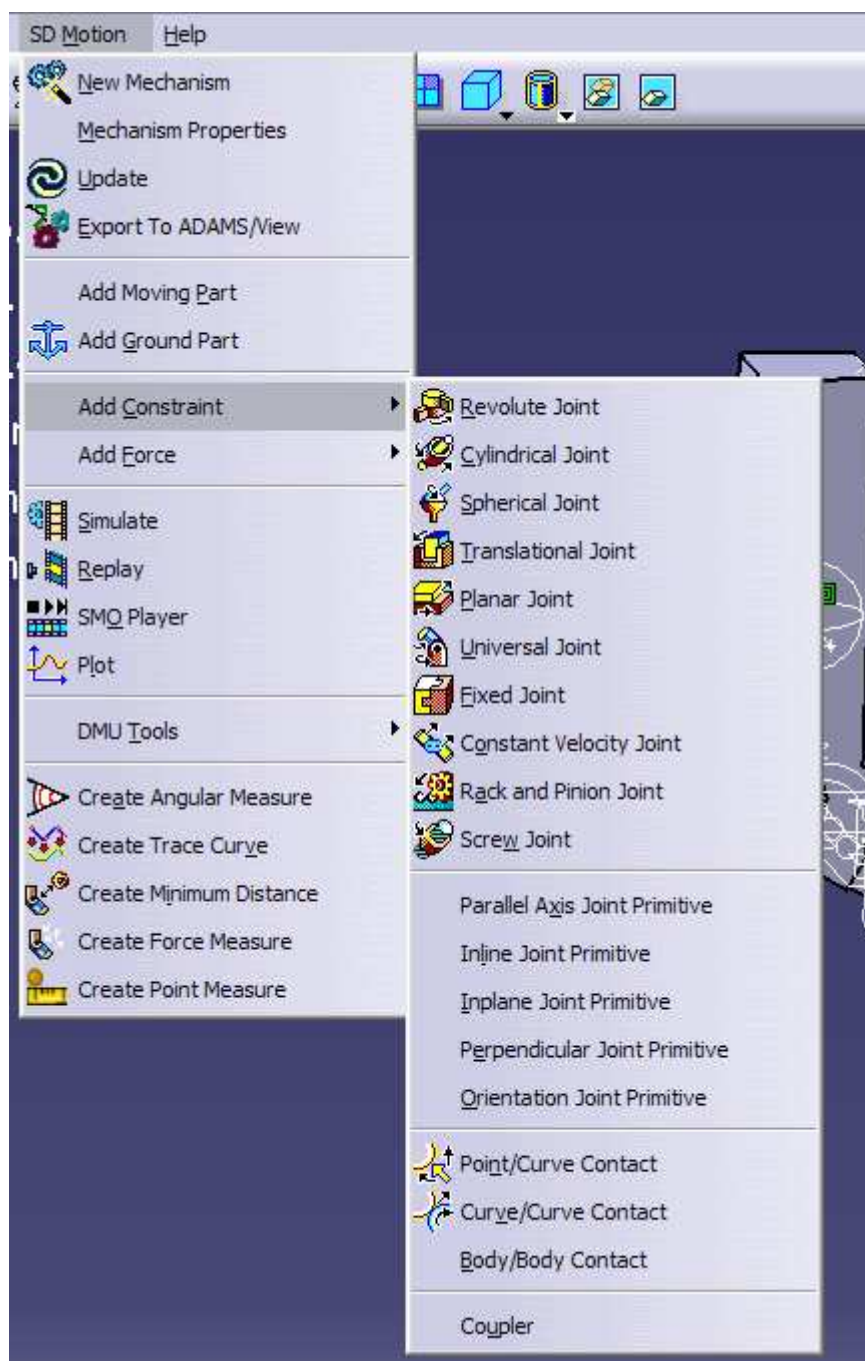 SD Motion Help
New Mechanism
Mechanism Properties
Update
Export To ADAMS/View
Add Moving Part
Add Ground Part
Add Constraint
Add Force
Simulate
Replay
SMO Player
Plot
DMU Tools
Create Angular Measure
Create Trace Curve
Create Minimum Distance
Create Force Measure
Create Point Measure
Revolute Joint
Cylindrical Joint
Spherical Joint
Translational Joint
Planar Joint
Universal Joint
Fixed Joint
Constant Velocity Joint
Rack and Pinion Joint
Screw Joint
Parallel Axis Joint Primitive
Inline Joint Primitive
Inplane Joint Primitive
Perpendicular Joint Primitive
Orientation Joint Primitive
Point/Curve Contact
Curve/Curve Contact
Body/Body Contact
Coupler